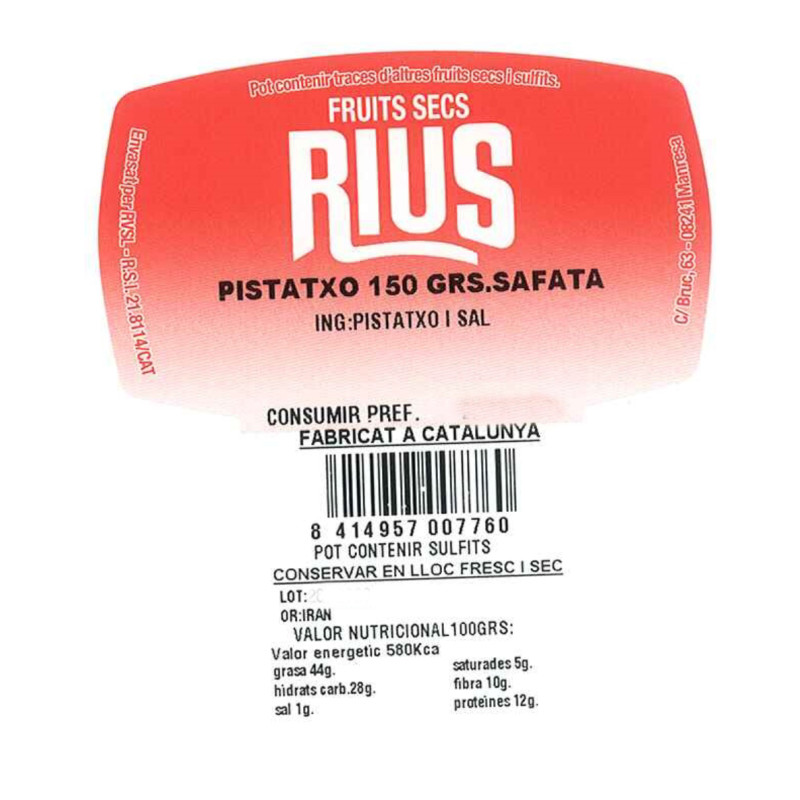 Pot contenir traces d'altres fruits secs i sulfits.
FRUITS SECS
RIUS
Envasat per RVSL - R.S.I. 21.8114/CAT
C/ Bruc, 63 - 08241 Manresa
PISTATXO 150 GRS.SAFATA
ING:PISTATXO I SAL
CONSUMIR PREF.
FABRICAT A CATALUNYA
8 414957 007760
POT CONTENIR SULFITS
CONSERVAR EN LLOC FRESC I SEC
LOT:
OR:IRAN
VALOR NUTRICIONAL100GRS:
Valor energetic 580Kca
grasa 44g. saturades 5g.
hidrats carb.28g. fibra 10g.
sal 1g. proteines 12g.